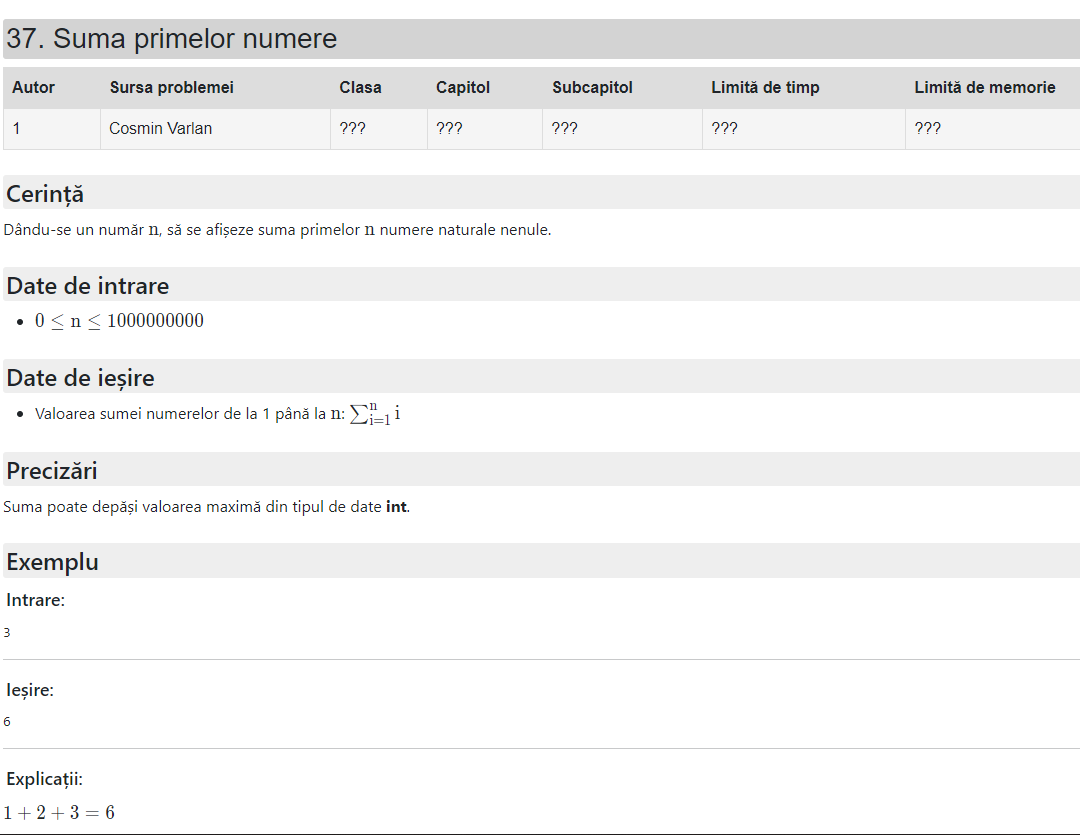 37. Suma primelor numere
Autor Sursa problemei Clasa Capitol Subcapitol Limită de timp Limită de memorie
1 Cosmin Varlan ??? ??? ??? ??? ???
Cerință
Dându-se un număr n, să se afișeze suma primelor n numere naturale nenule.
Date de intrare
• 0 ≤ n ≤ 1000000000
Date de ieșire
• Valoarea sumei numerelor de la 1 până la n: ∑ⁿᵢ₌₁ i
Precizări
Suma poate depăși valoarea maximă din tipul de date int.
Exemplu
Intrare:
3
Ieșire:
6
Explicații:
1 + 2 + 3 = 6